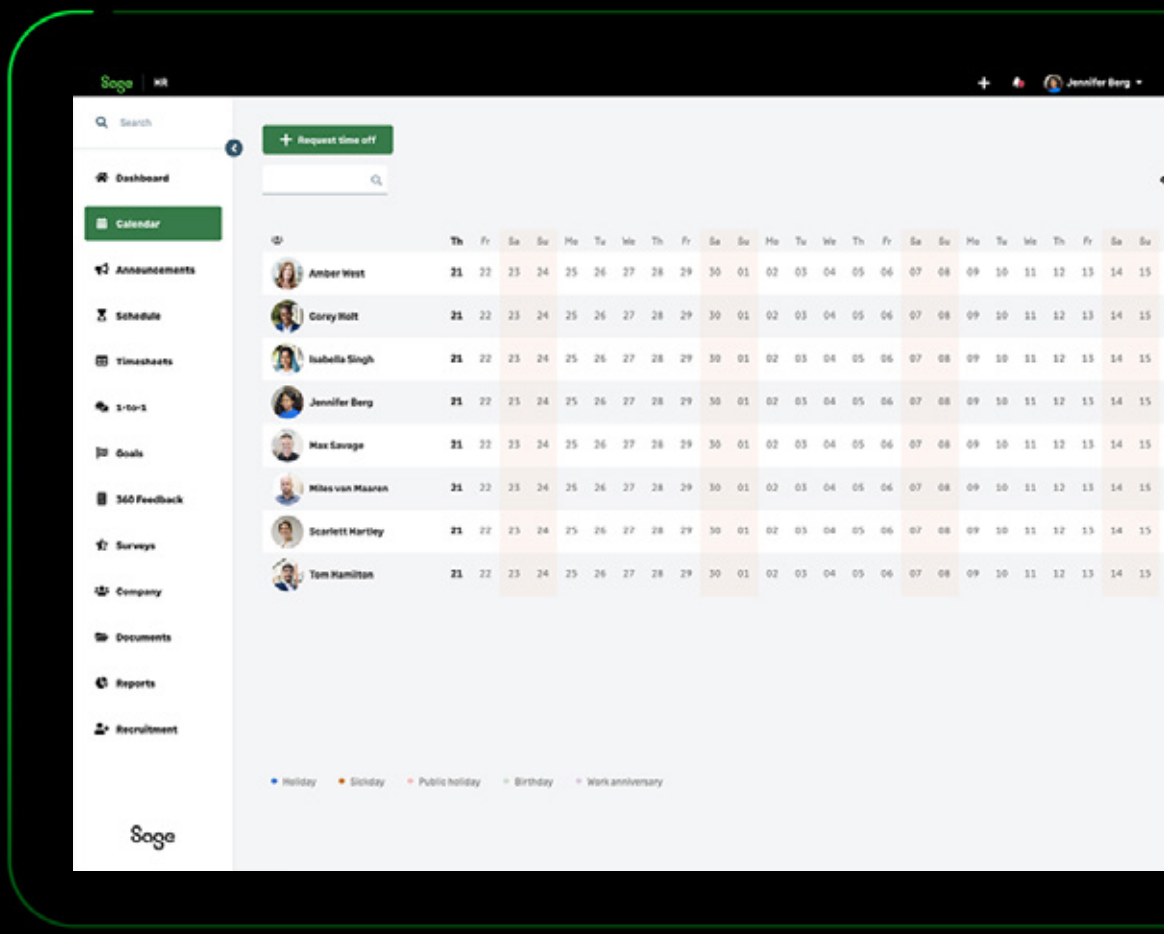 Sage HR
Jennifer Berg
Search
Request time off
Dashboard
Calendar
Announcements
Schedule
Timesheets
1-to-1
Goals
360 Feedback
Surveys
Company
Documents
Reports
Recruitment
Sage
Th Fr Sa Su Mo Tu We Th Fr Sa Su Mo Tu We Th Fr Sa Su Mo Tu We Th Fr Sa Su
Amber West 21 22 23 24 25 26 27 28 29 30 01 02 03 04 05 06 07 08 09 10 11 12 13 14 15
Corey Holt 21 22 23 24 25 26 27 28 29 30 01 02 03 04 05 06 07 08 09 10 11 12 13 14 15
Isabella Singh 21 22 23 24 25 26 27 28 29 30 01 02 03 04 05 06 07 08 09 10 11 12 13 14 15
Jennifer Berg 21 22 23 24 25 26 27 28 29 30 01 02 03 04 05 06 07 08 09 10 11 12 13 14 15
Max Savage 21 22 23 24 25 26 27 28 29 30 01 02 03 04 05 06 07 08 09 10 11 12 13 14 15
Miles van Maaren 21 22 23 24 25 26 27 28 29 30 01 02 03 04 05 06 07 08 09 10 11 12 13 14 15
Scarlett Hartley 21 22 23 24 25 26 27 28 29 30 01 02 03 04 05 06 07 08 09 10 11 12 13 14 15
Tom Hamilton 21 22 23 24 25 26 27 28 29 30 01 02 03 04 05 06 07 08 09 10 11 12 13 14 15
Holiday Sickday Public holiday Birthday Work anniversary